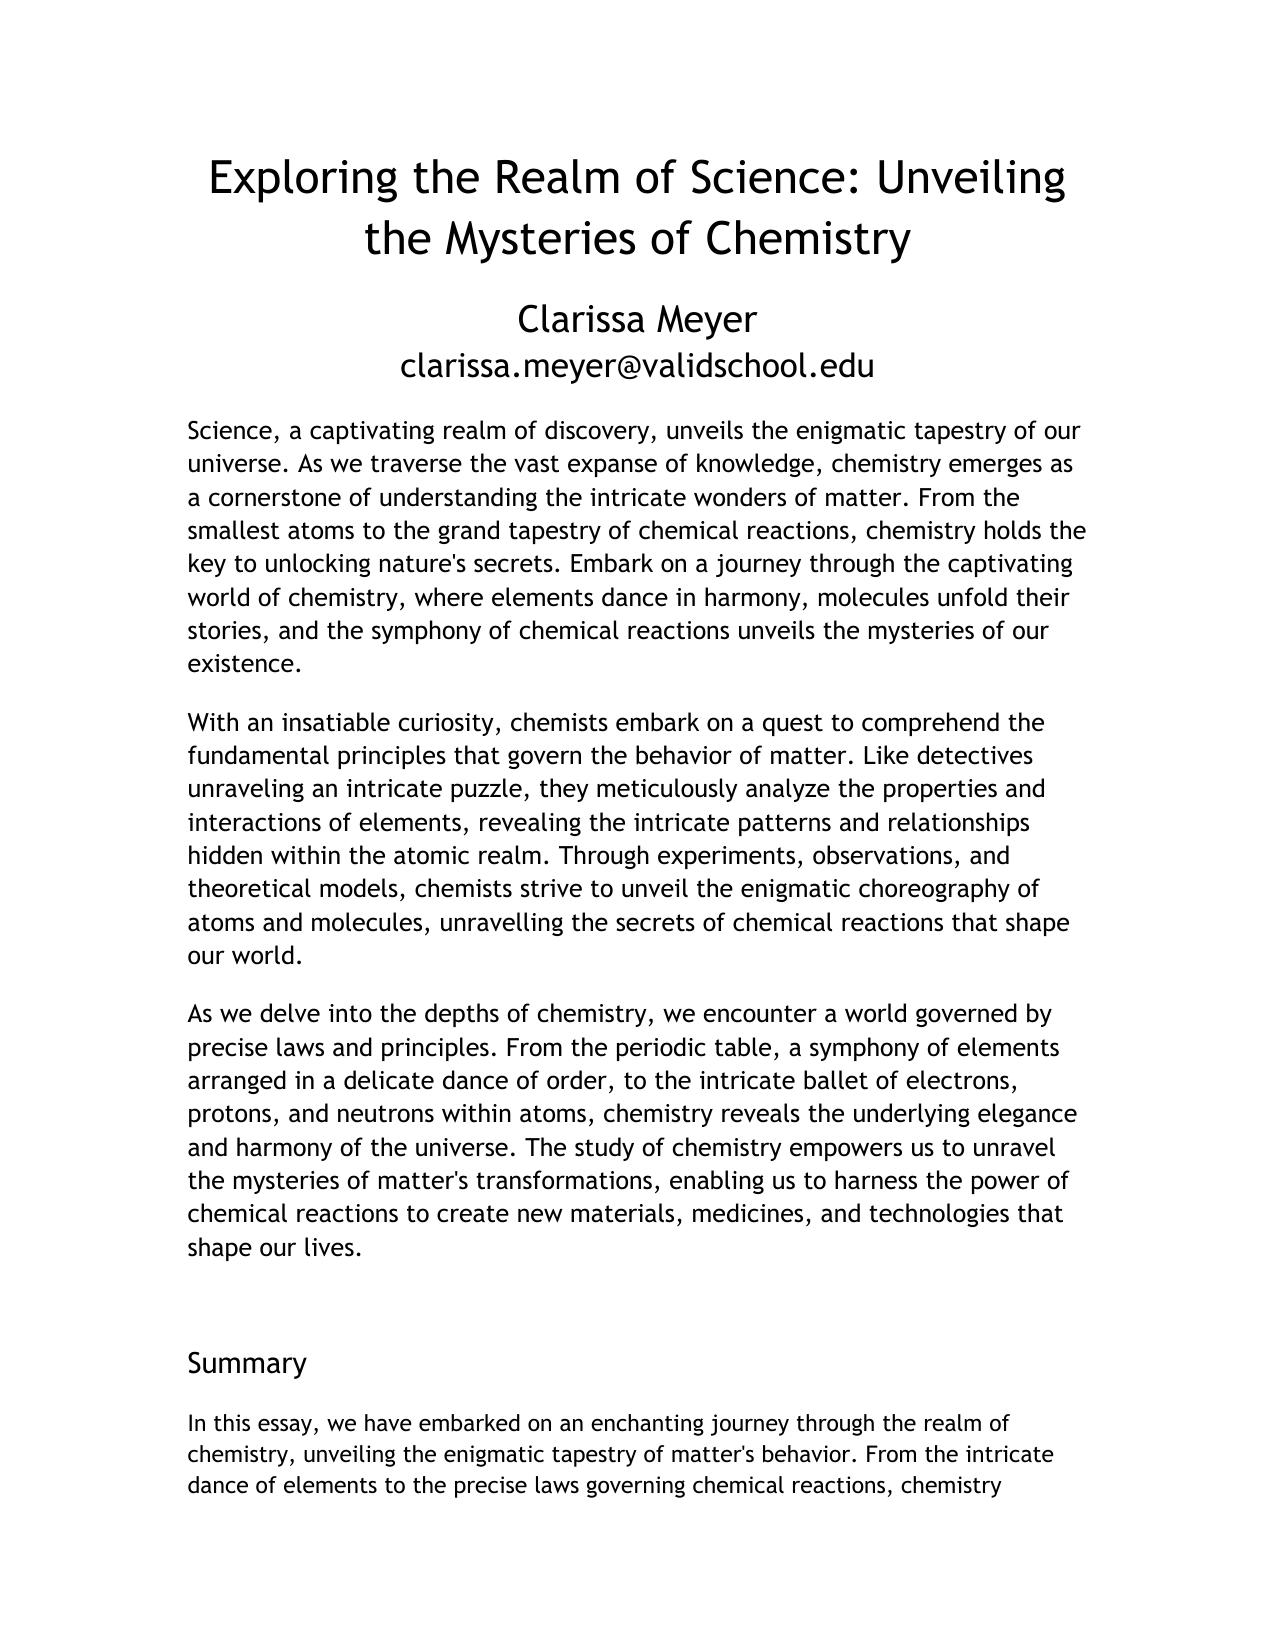 Exploring the Realm of Science: Unveiling
the Mysteries of Chemistry
Clarissa Meyer
clarissa.meyer@validschool.edu
Science, a captivating realm of discovery, unveils the enigmatic tapestry of our
universe. As we traverse the vast expanse of knowledge, chemistry emerges as
a cornerstone of understanding the intricate wonders of matter. From the
smallest atoms to the grand tapestry of chemical reactions, chemistry holds the
key to unlocking nature's secrets. Embark on a journey through the captivating
world of chemistry, where elements dance in harmony, molecules unfold their
stories, and the symphony of chemical reactions unveils the mysteries of our
existence.
With an insatiable curiosity, chemists embark on a quest to comprehend the
fundamental principles that govern the behavior of matter. Like detectives
unraveling an intricate puzzle, they meticulously analyze the properties and
interactions of elements, revealing the intricate patterns and relationships
hidden within the atomic realm. Through experiments, observations, and
theoretical models, chemists strive to unveil the enigmatic choreography of
atoms and molecules, unravelling the secrets of chemical reactions that shape
our world.
As we delve into the depths of chemistry, we encounter a world governed by
precise laws and principles. From the periodic table, a symphony of elements
arranged in a delicate dance of order, to the intricate ballet of electrons,
protons, and neutrons within atoms, chemistry reveals the underlying elegance
and harmony of the universe. The study of chemistry empowers us to unravel
the mysteries of matter's transformations, enabling us to harness the power of
chemical reactions to create new materials, medicines, and technologies that
shape our lives.
Summary
In this essay, we have embarked on an enchanting journey through the realm of
chemistry, unveiling the enigmatic tapestry of matter's behavior. From the intricate
dance of elements to the precise laws governing chemical reactions, chemistry